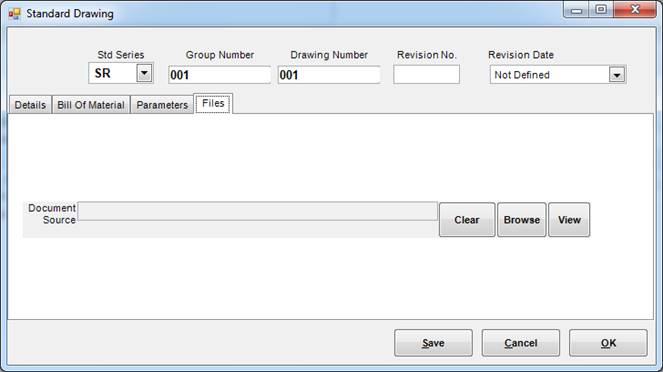 Standard Drawing
Std Series Group Number Drawing Number Revision No. Revision Date
SR 001 001 Not Defined
Details Bill Of Material Parameters Files
Document
Source
Clear Browse View
Save Cancel OK